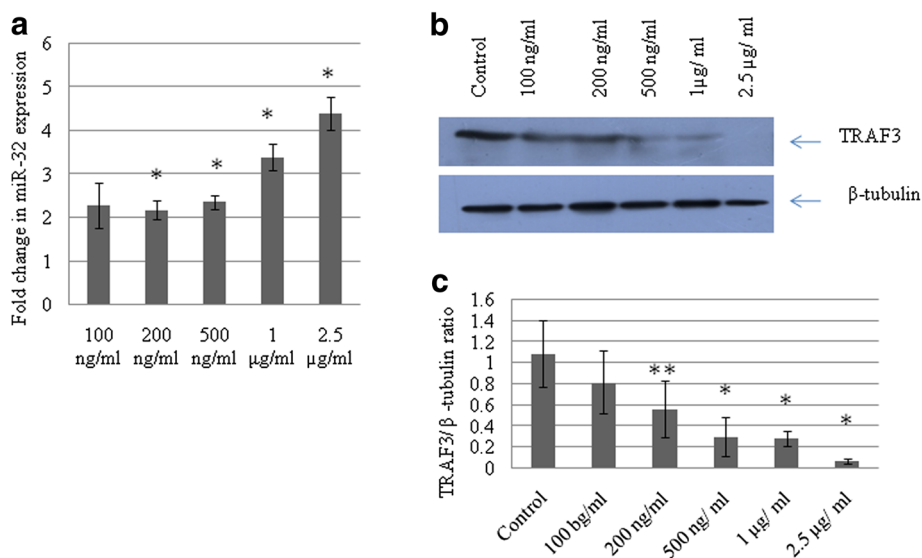 a
Fold change in miR-32 expression
6
5
4
3
2
1
0
*
*
*
*
100 ng/ml
200 ng/ml
500 ng/ml
1 µg/ml
2.5 µg/ml
b
Control
100 ng/ml
200 ng/ml
500 ng/ml
1µg/ ml
2.5 µg/ ml
TRAF3
β-tubulin
c
TRAF3/ β -tubulin ratio
1.6
1.4
1.2
1
0.8
0.6
0.4
0.2
0
**
*
*
*
Control
100 bg/ml
200 ng/ml
500 ng/ ml
1 µg/ ml
2.5 µg/ ml